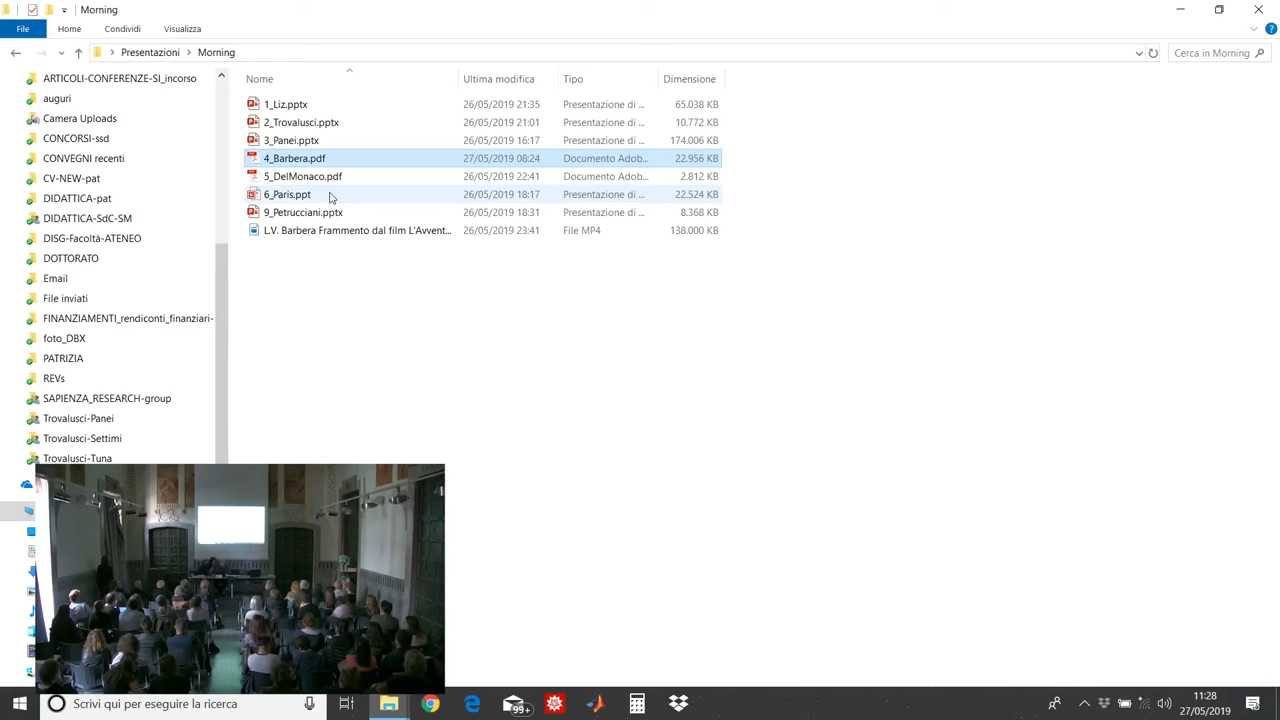 Morning
File
Home
Condividi
Visualizza
Presentazioni
Morning
Cerca in Morning
Nome
Ultima modifica
Tipo
Dimensione
1_Liz.pptx 26/05/2019 21:35 Presentazione di ... 65.038 KB
2_Trovalusci.pptx 26/05/2019 21:01 Presentazione di ... 10.772 KB
3_Panei.pptx 26/05/2019 16:17 Presentazione di ... 174.006 KB
4_Barbera.pdf 27/05/2019 08:24 Documento Adob... 22.956 KB
5_DelMonaco.pdf 26/05/2019 22:41 Documento Adob... 2.812 KB
6_Paris.ppt 26/05/2019 18:17 Presentazione di ... 22.524 KB
9_Petrucciani.pptx 26/05/2019 18:31 Presentazione di ... 8.368 KB
L.V. Barbera Frammento dal film L'Avvent... 26/05/2019 23:41 File MP4 138.000 KB
ARTICOLI-CONFERENZE-SI_incorso
auguri
Camera Uploads
CONCORSI-ssd
CONVEGNI recenti
CV-NEW-pat
DIDATTICA-pat
DIDATTICA-SdC-SM
DISG-Facoltà-ATENEO
DOTTORATO
Email
File inviati
FINANZIAMENTI_rendiconti_finanziari-
foto_DBX
PATRIZIA
REVs
SAPIENZA_RESEARCH-group
Trovalusci-Panei
Trovalusci-Settimi
Trovalusci-Tuna
Scrivi qui per eseguire la ricerca
99+
11:28
27/05/2019